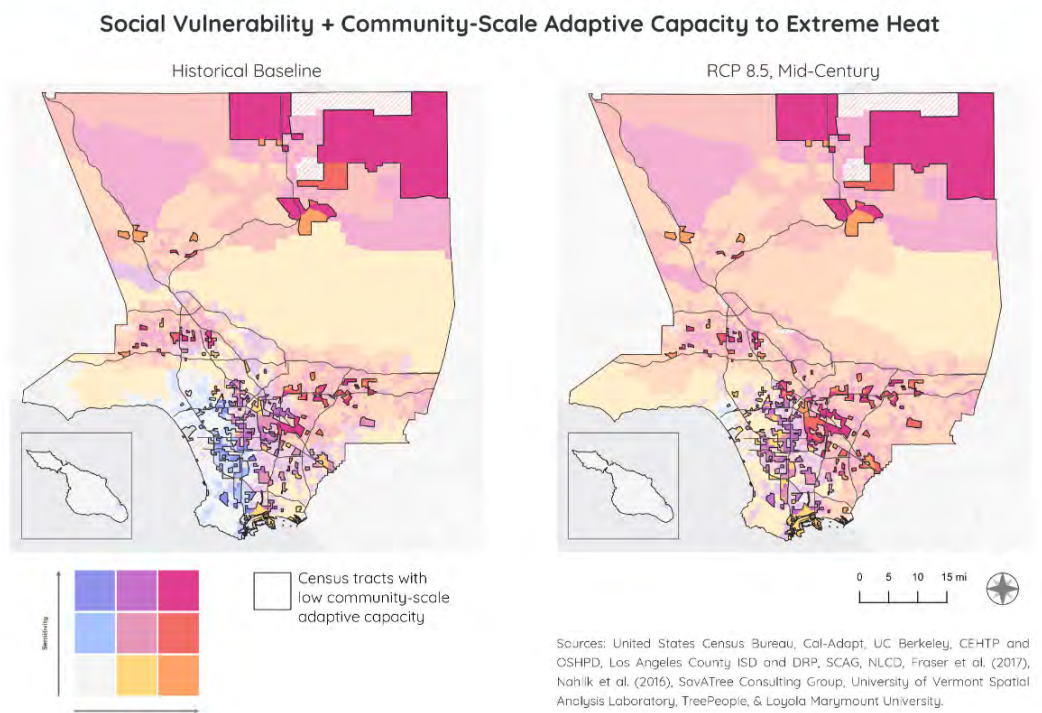 Social Vulnerability + Community-Scale Adaptive Capacity to Extreme Heat
Historical Baseline
RCP 8.5, Mid-Century
Sensitivity
Census tracts with
low community-scale
adaptive capacity
0 5 10 15 mi
Sources: United States Census Bureau, Cal-Adapt, UC Berkeley, CEHTP and
OSHPD, Los Angeles County ISD and DRP, SCAG, NLCD, Fraser et al. (2017),
Nahlik et al. (2016), SavATree Consulting Group, University of Vermont Spatial
Analysis Laboratory, TreePeople, & Loyola Marymount University.